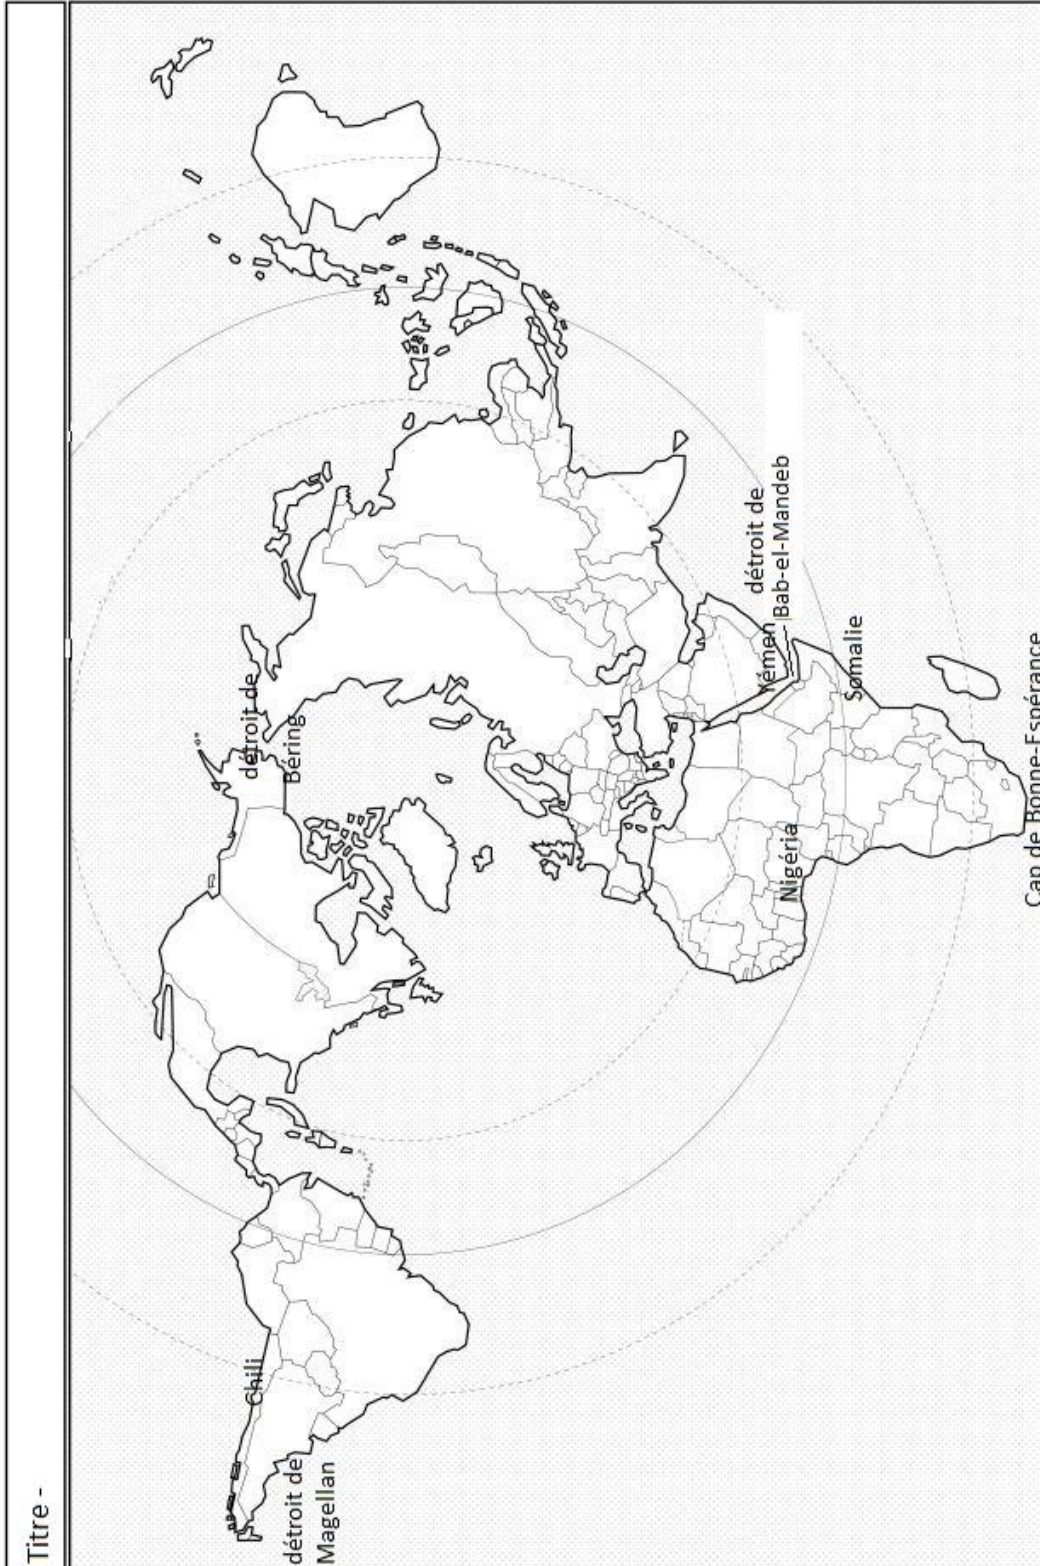 Titre -
détroit de
Béring
Chili
détroit de
Magellan
détroit de
Bab-el-Mandeb
Yémen
Somalie
Nigéria
Cap de Bonne-Espérance